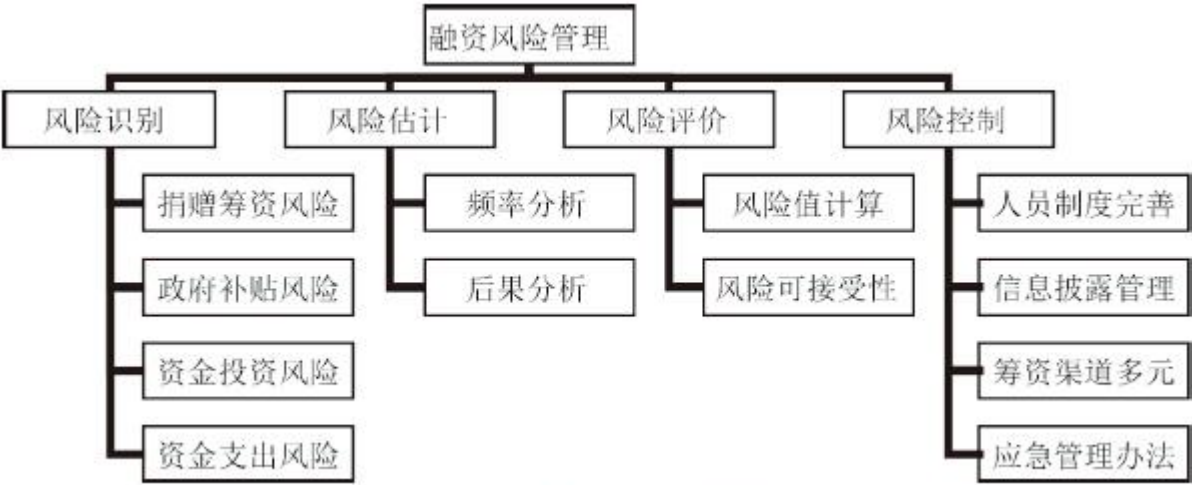 融资风险管理
风险识别
风险估计
风险评价
风险控制
捐赠筹资风险
频率分析
风险值计算
人员制度完善
政府补贴风险
后果分析
风险可接受性
信息披露管理
资金投资风险
筹资渠道多元
资金支出风险
应急管理办法